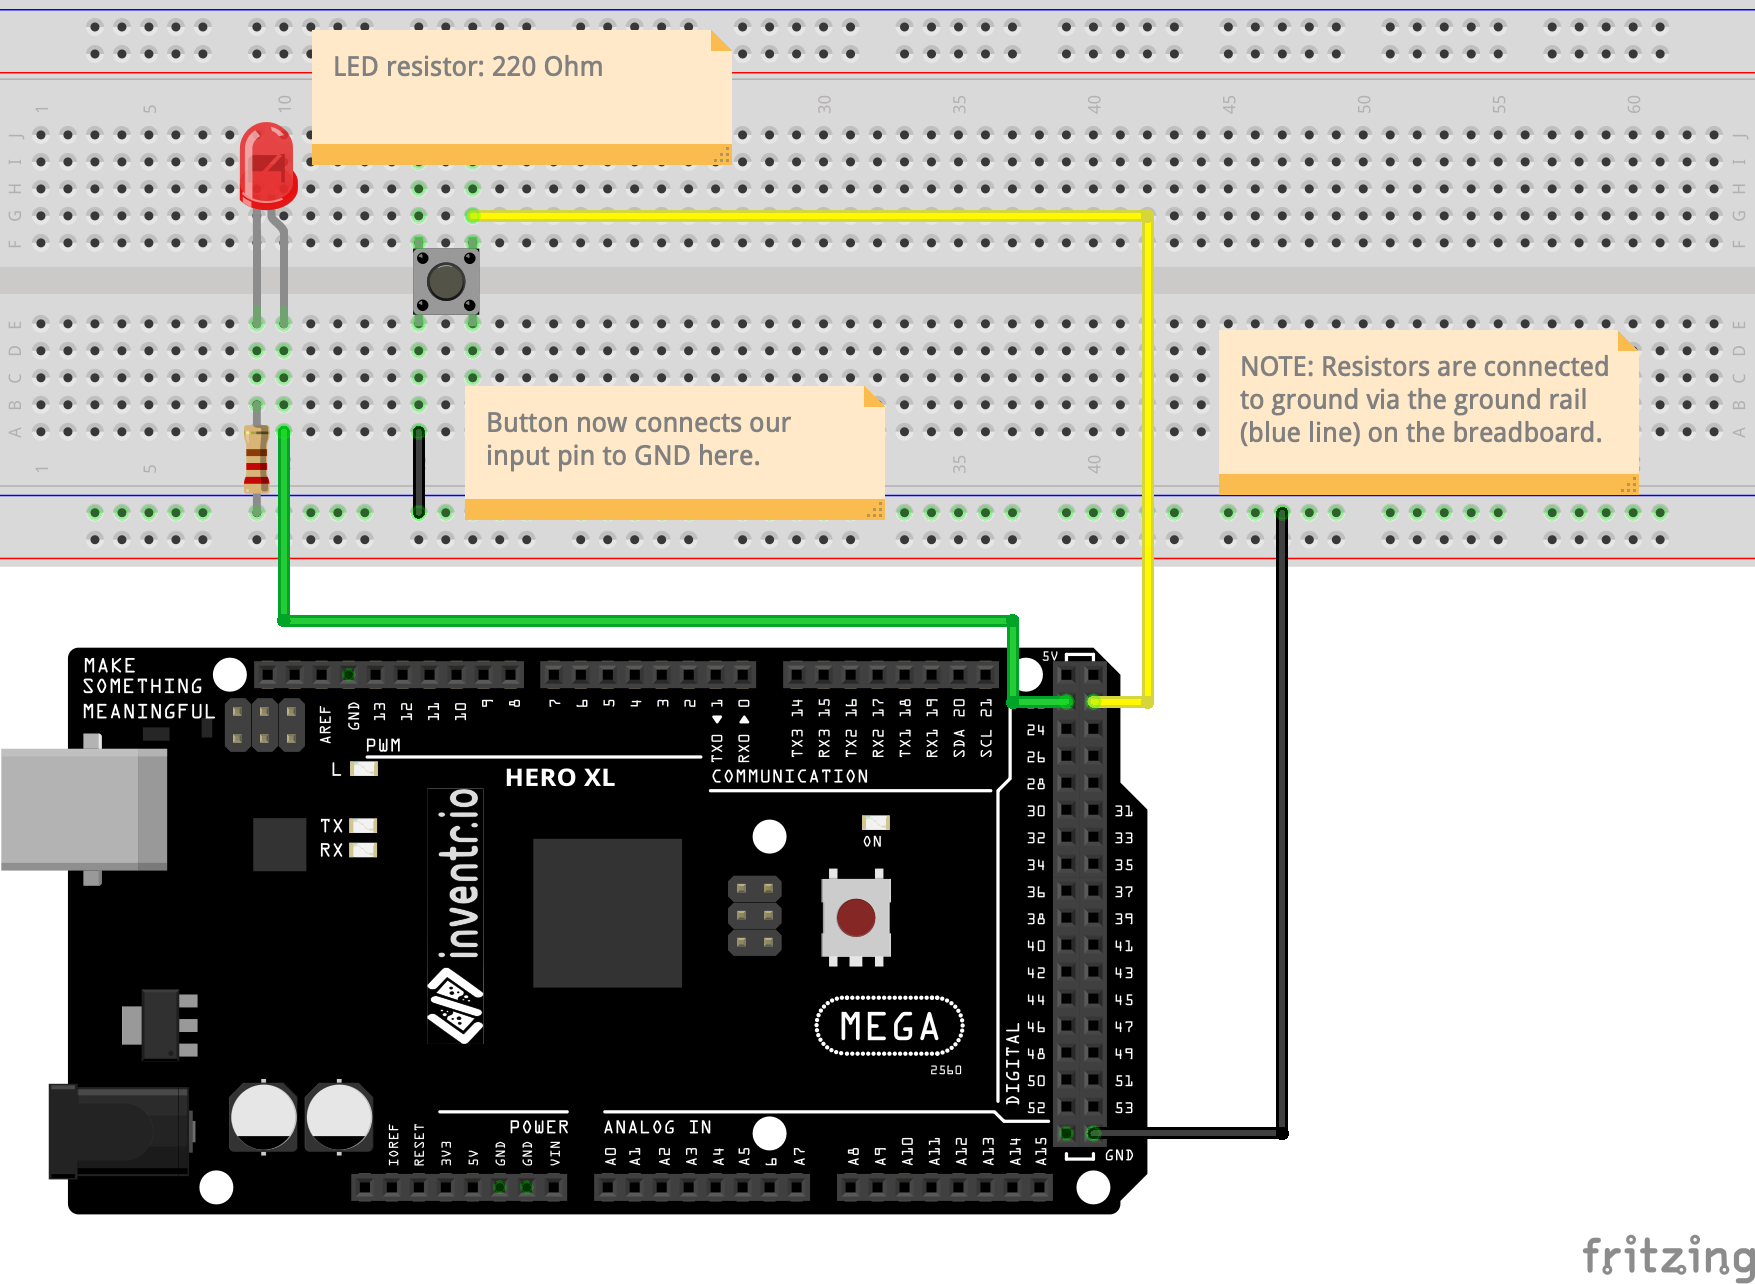 LED resistor: 220 Ohm
1
5
10
30
35
40
45
50
55
60
J
J
I
I
H
H
G
G
F
F
E
E
D
D
C
C
B
B
A
A
NOTE: Resistors are connected
to ground via the ground rail
(blue line) on the breadboard.
Button now connects our
input pin to GND here.
1
5
35
40
MAKE
SOMETHING
MEANINGFUL
5V
AREF
GND
13
12
11
10
9
8
7
6
5
4
3
2
TX0 ◀ 1
RX0 ▶ 0
TX3 14
RX3 15
TX2 16
RX2 17
TX1 18
RX1 19
SDA 20
SCL 21
PWM
COMMUNICATION
L
HERO XL
TX
RX
ON
inventr.io
24
26
28
30 31
32 33
34 35
36 37
38 39
40 41
42 43
44 45
46 47
48 49
50 51
52 53
DIGITAL
MEGA
2560
GND
POWER
ANALOG IN
IOREF
RESET
3V3
5V
GND
GND
VIN
A0
A1
A2
A3
A4
A5
6
A7
A8
A9
A10
A11
A12
A13
A14
A15
fritzing